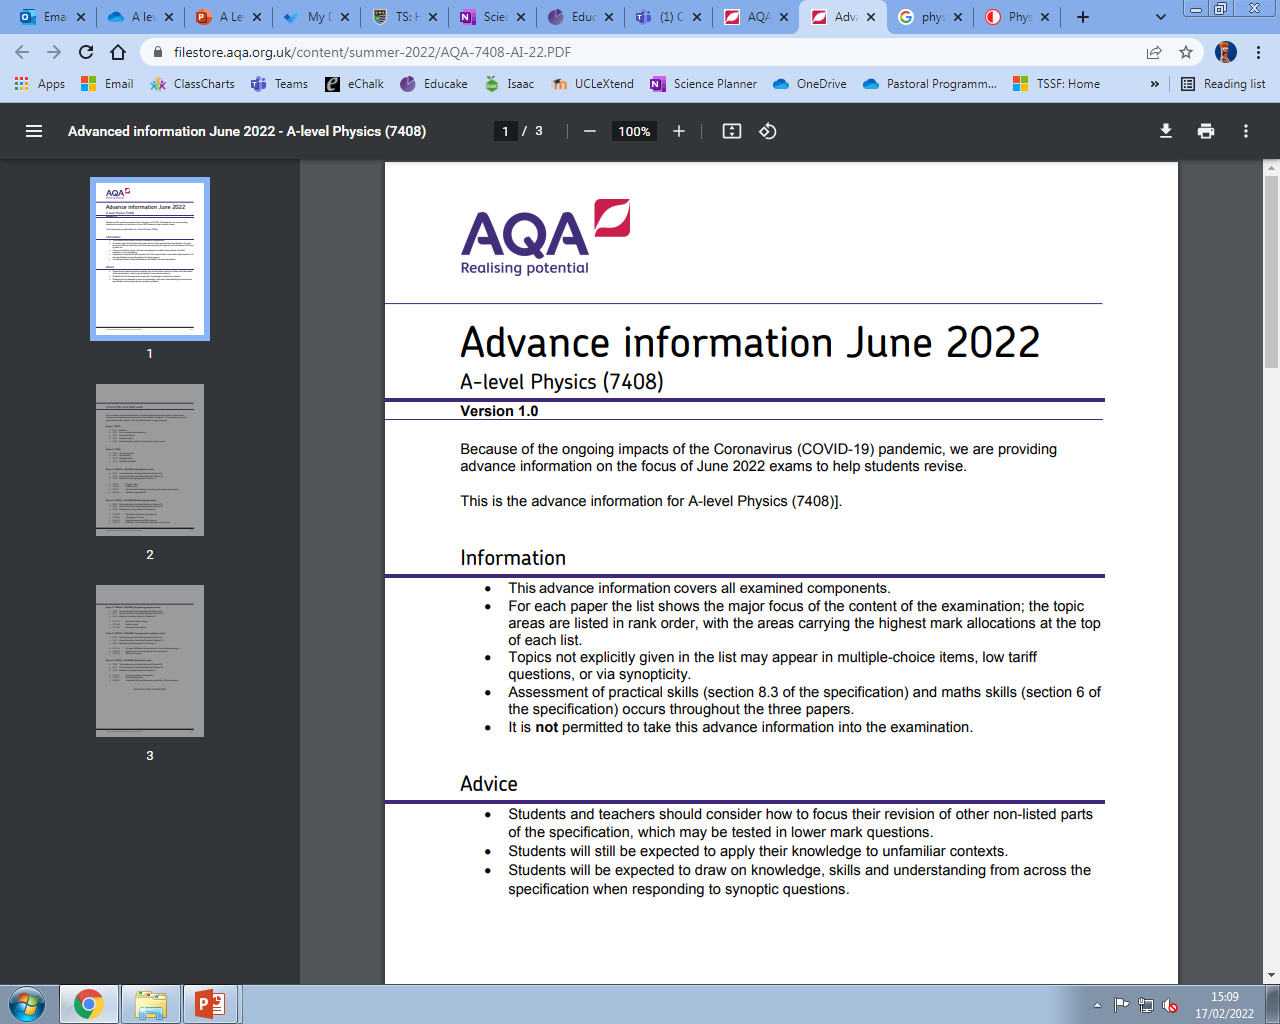 Ema
A lev
A Le
My D
TS: H
Scier
Educ
(1) C
AQA
Adva
phys
Phys
filestore.aqa.org.uk/content/summer-2022/AQA-7408-AI-22.PDF
Apps
Email
ClassCharts
Teams
eChalk
Educake
Isaac
UCLeXtend
Science Planner
OneDrive
Pastoral Programm...
TSSF: Home
»
Reading list
Advanced information June 2022 - A-level Physics (7408)
1 / 3
100%
1
2
3
AQA
Realising potential
Advance information June 2022
A-level Physics (7408)
Version 1.0
Because of the ongoing impacts of the Coronavirus (COVID-19) pandemic, we are providing
advance information on the focus of June 2022 exams to help students revise.
This is the advance information for A-level Physics (7408)].
Information
• This advance information covers all examined components.
• For each paper the list shows the major focus of the content of the examination; the topic
areas are listed in rank order, with the areas carrying the highest mark allocations at the top
of each list.
• Topics not explicitly given in the list may appear in multiple-choice items, low tariff
questions, or via synopticity.
• Assessment of practical skills (section 8.3 of the specification) and maths skills (section 6 of
the specification) occurs throughout the three papers.
• It is not permitted to take this advance information into the examination.
Advice
• Students and teachers should consider how to focus their revision of other non-listed parts
of the specification, which may be tested in lower mark questions.
• Students will still be expected to apply their knowledge to unfamiliar contexts.
• Students will be expected to draw on knowledge, skills and understanding from across the
specification when responding to synoptic questions.
15:09
17/02/2022